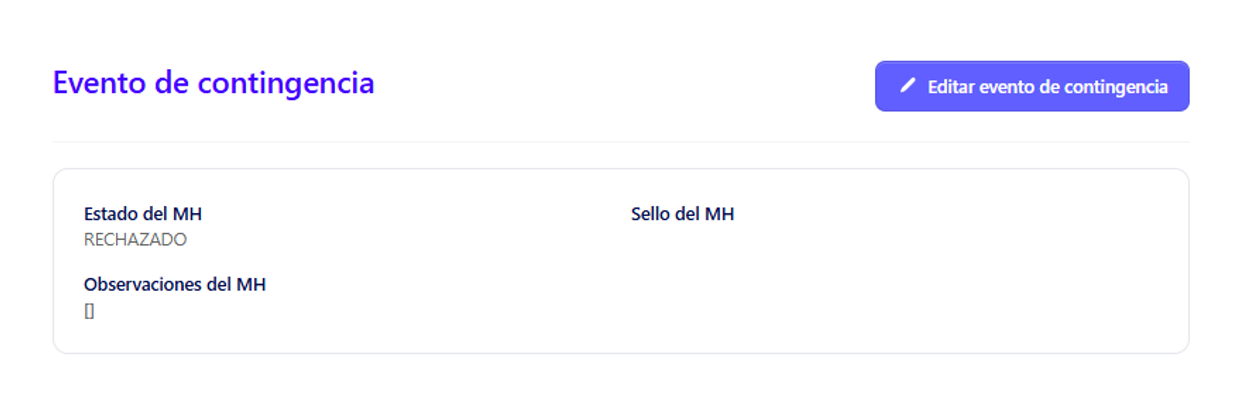 Evento de contingencia
Editar evento de contingencia
Estado del MH
RECHAZADO
Sello del MH
Observaciones del MH
[]